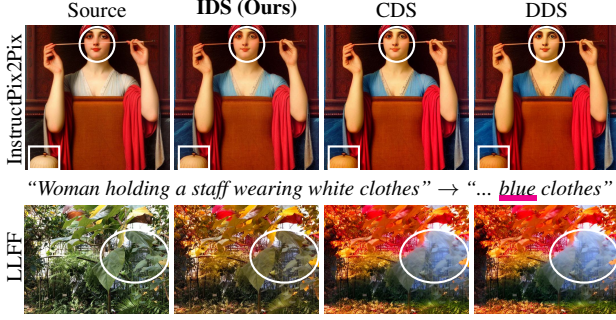 Source IDS (Ours) CDS DDS
InstructPix2Pix
“Woman holding a staff wearing white clothes” → “... blue clothes”
LLFF